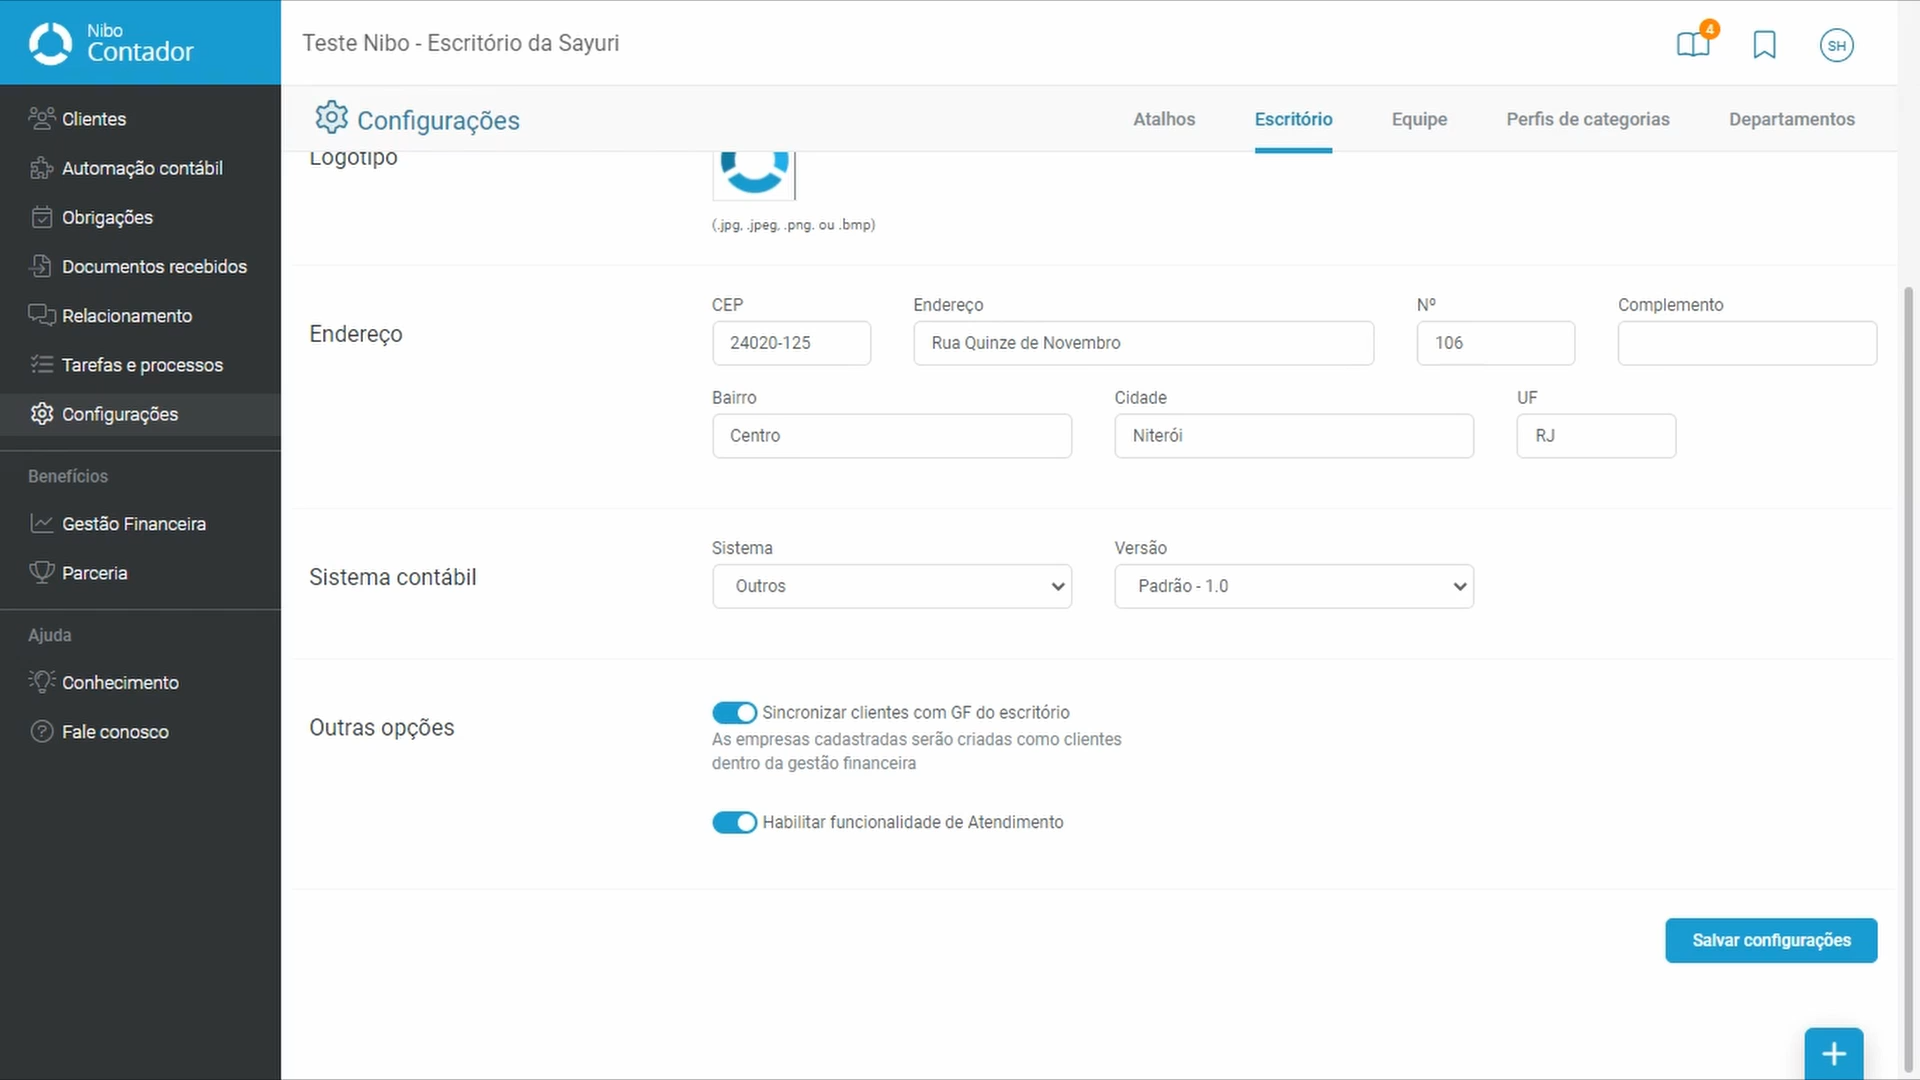 Nibo
Contador
Teste Nibo - Escritório da Sayuri
4
SH
Clientes
Automação contábil
Obrigações
Documentos recebidos
Relacionamento
Tarefas e processos
Configurações
Benefícios
Gestão Financeira
Parceria
Ajuda
Conhecimento
Fale conosco
Configurações
Atalhos
Escritório
Equipe
Perfis de categorias
Departamentos
Logotipo
(.jpg, .jpeg, .png. ou .bmp)
Endereço
CEP
Endereço
Nº
Complemento
24020-125
Rua Quinze de Novembro
106
Bairro
Cidade
UF
Centro
Niterói
RJ
Sistema contábil
Sistema
Versão
Outros
Padrão - 1.0
Outras opções
Sincronizar clientes com GF do escritório
As empresas cadastradas serão criadas como clientes
dentro da gestão financeira
Habilitar funcionalidade de Atendimento
Salvar configurações
+